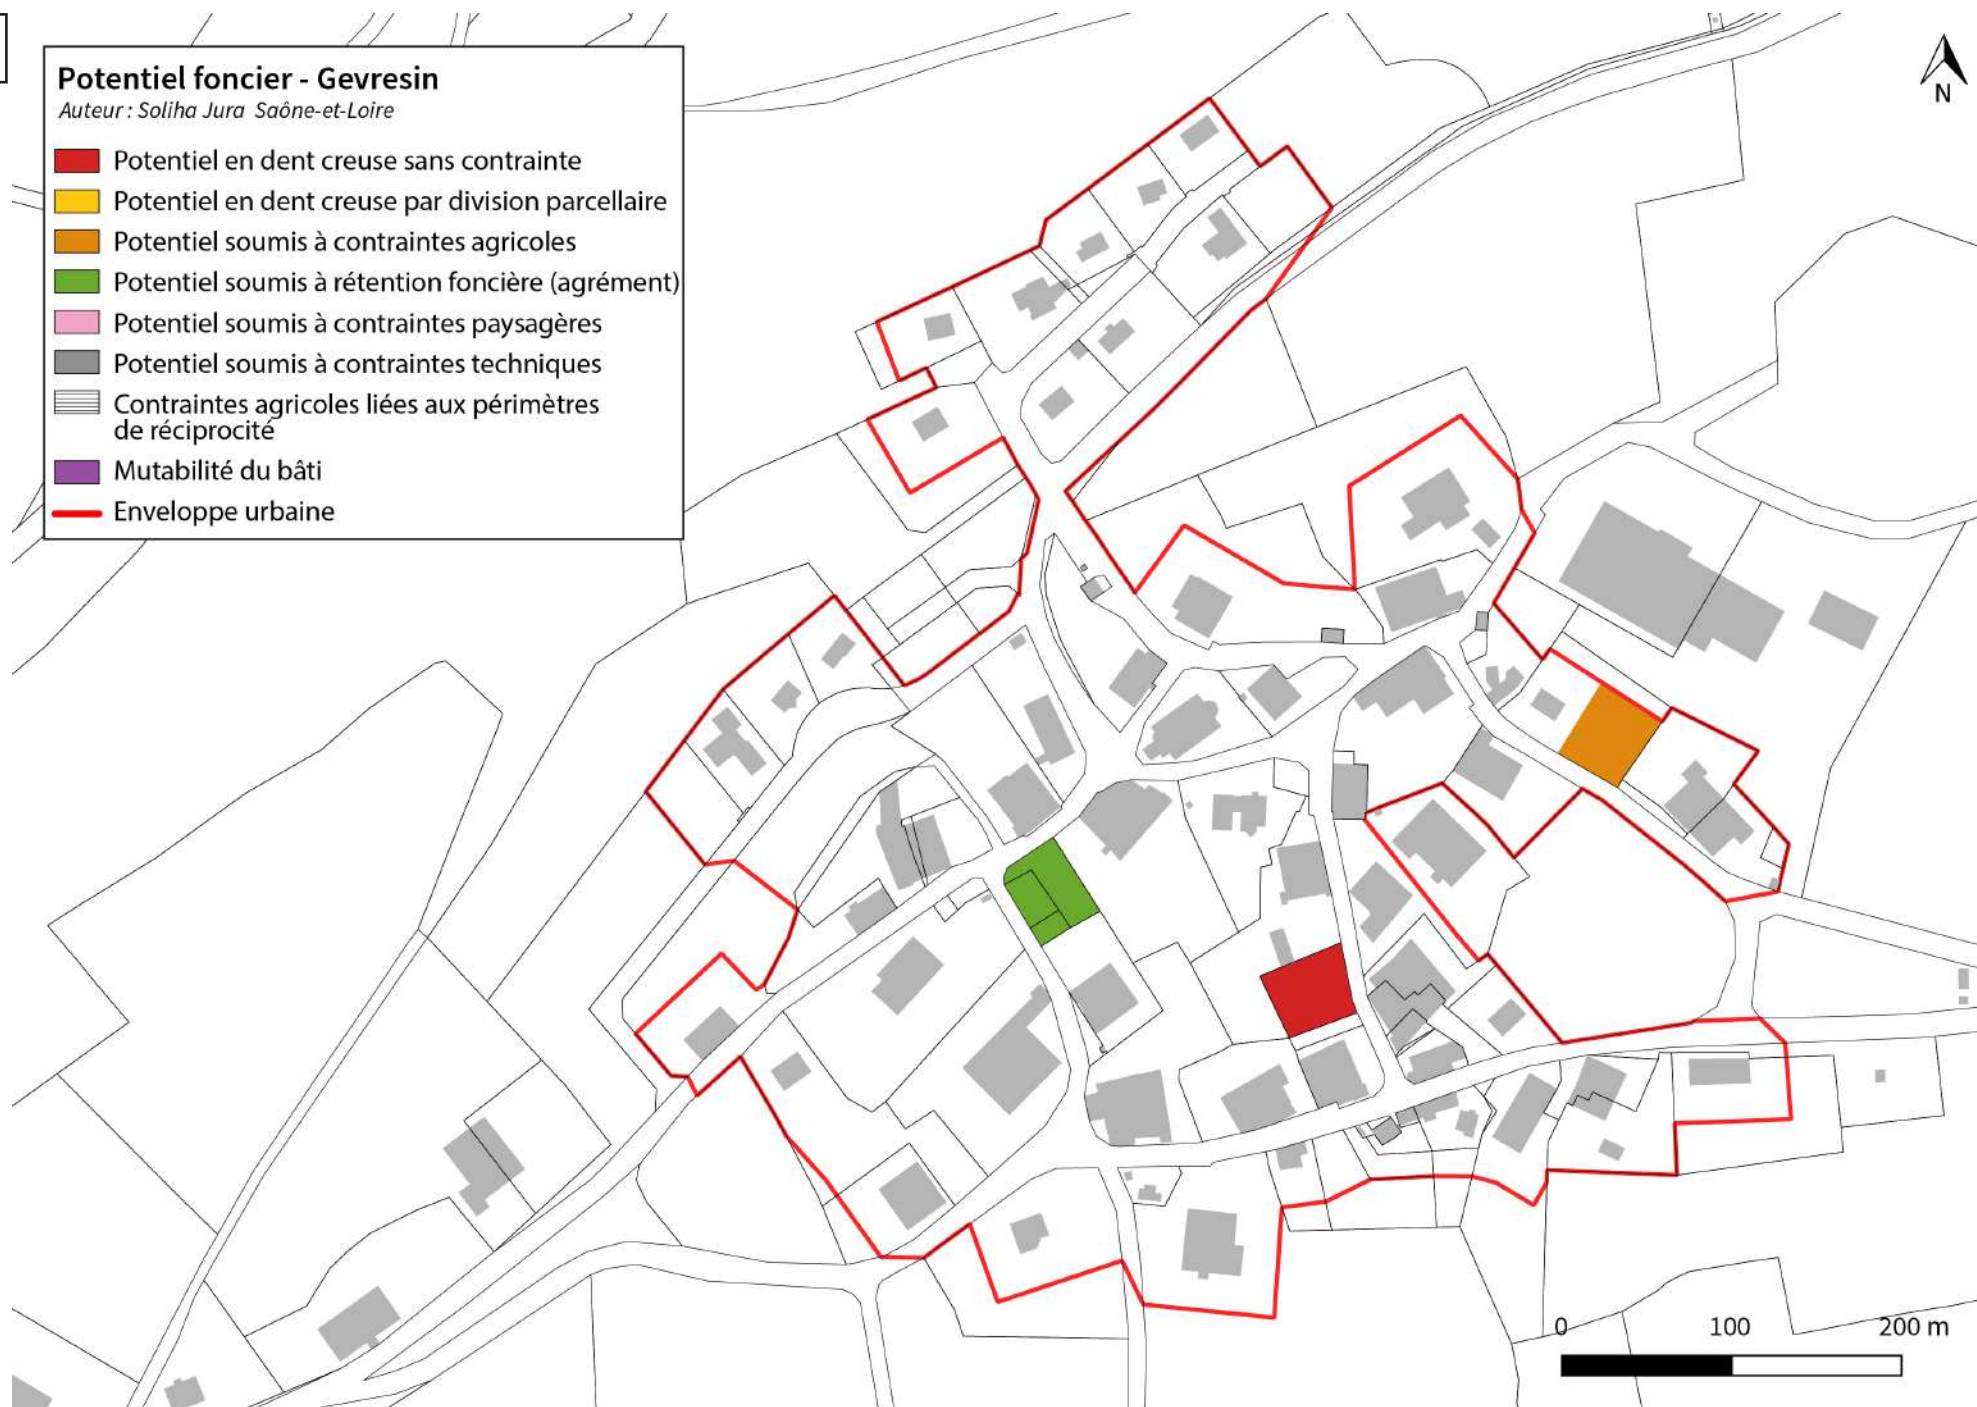 Potentiel foncier - Gevresin
Auteur : Soliha Jura Saône-et-Loire
Potentiel en dent creuse sans contrainte
Potentiel en dent creuse par division parcellaire
Potentiel soumis à contraintes agricoles
Potentiel soumis à rétention foncière (agrément)
Potentiel soumis à contraintes paysagères
Potentiel soumis à contraintes techniques
Contraintes agricoles liées aux périmètres
de réciprocité
Mutabilité du bâti
Enveloppe urbaine
N
0 100 200 m